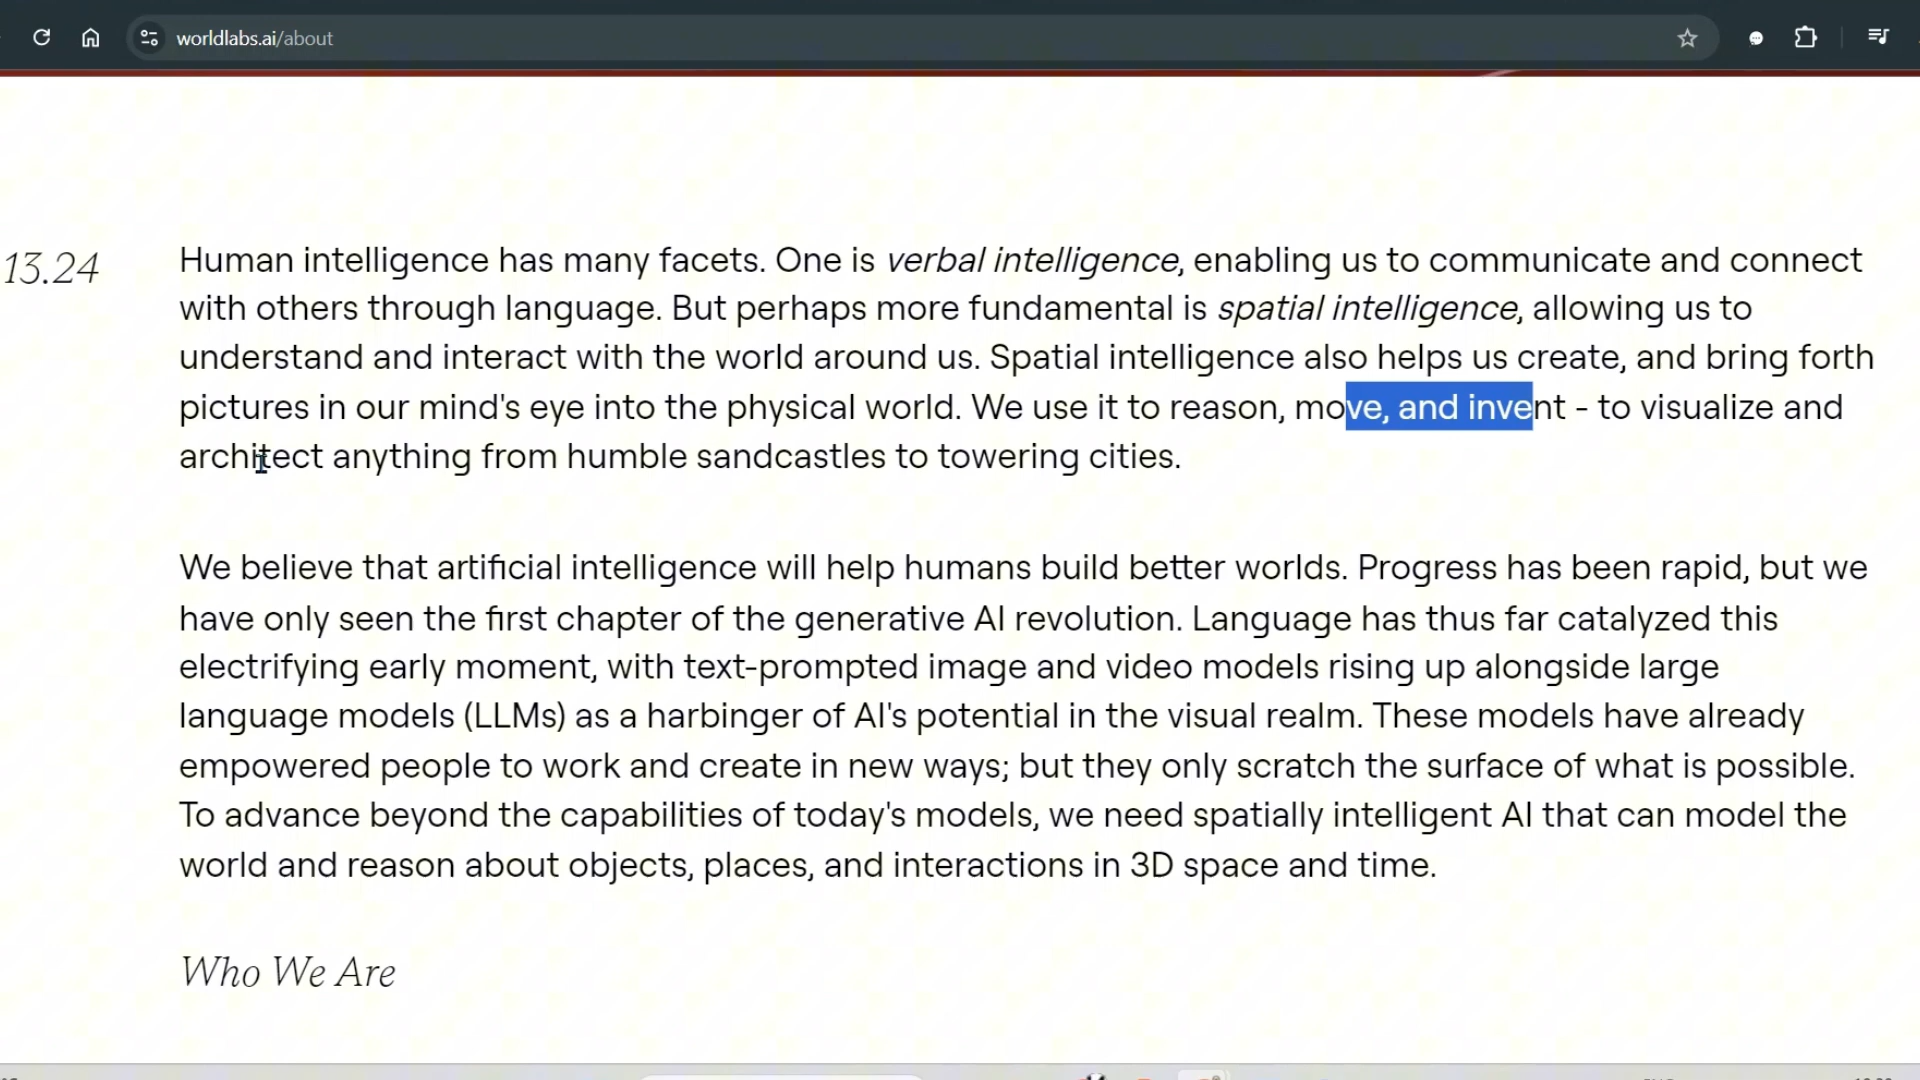 worldlabs.ai/about
13.24
Human intelligence has many facets. One is verbal intelligence, enabling us to communicate and connect
with others through language. But perhaps more fundamental is spatial intelligence, allowing us to
understand and interact with the world around us. Spatial intelligence also helps us create, and bring forth
pictures in our mind's eye into the physical world. We use it to reason, move, and invent - to visualize and
architect anything from humble sandcastles to towering cities.
We believe that artificial intelligence will help humans build better worlds. Progress has been rapid, but we
have only seen the first chapter of the generative AI revolution. Language has thus far catalyzed this
electrifying early moment, with text-prompted image and video models rising up alongside large
language models (LLMs) as a harbinger of AI's potential in the visual realm. These models have already
empowered people to work and create in new ways; but they only scratch the surface of what is possible.
To advance beyond the capabilities of today's models, we need spatially intelligent AI that can model the
world and reason about objects, places, and interactions in 3D space and time.
Who We Are